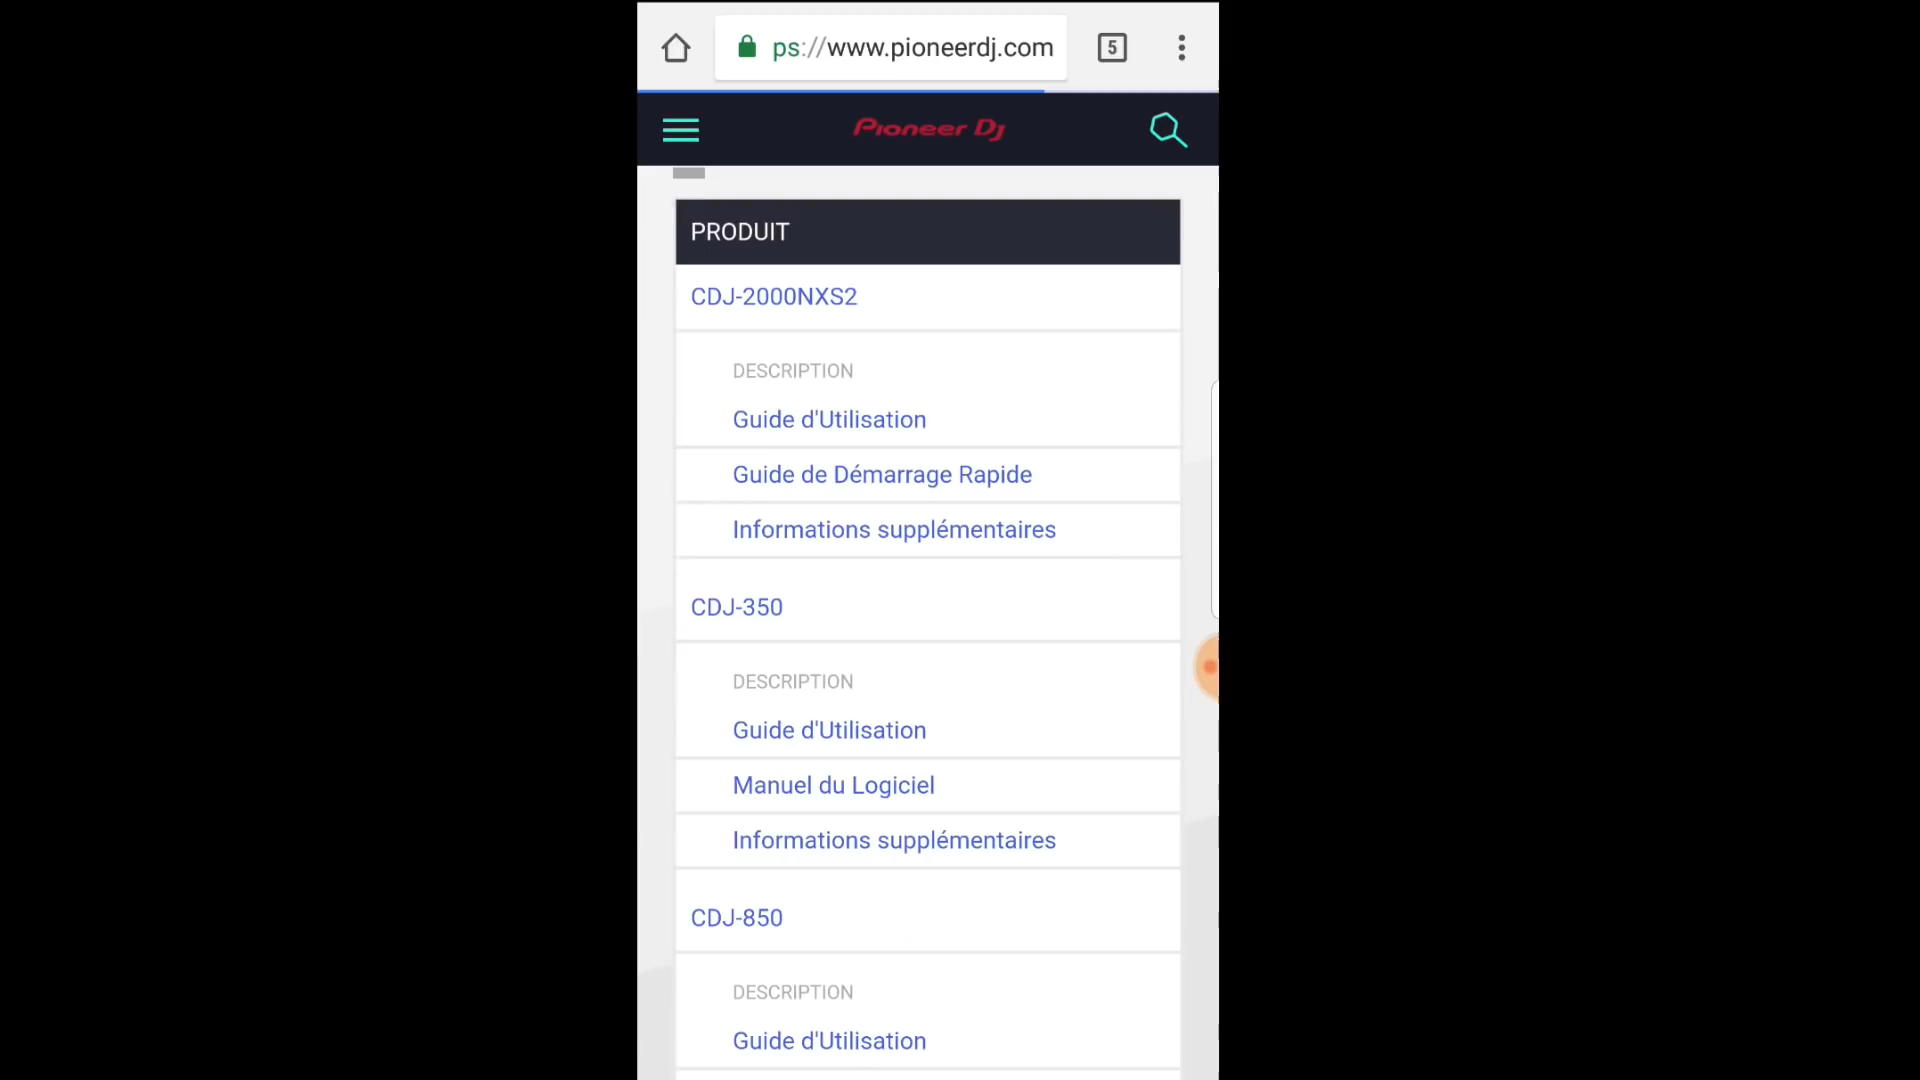 ps://www.pioneerdj.com
5
Pioneer Dj
PRODUIT
CDJ-2000NXS2
DESCRIPTION
Guide d'Utilisation
Guide de Démarrage Rapide
Informations supplémentaires
CDJ-350
DESCRIPTION
Guide d'Utilisation
Manuel du Logiciel
Informations supplémentaires
CDJ-850
DESCRIPTION
Guide d'Utilisation